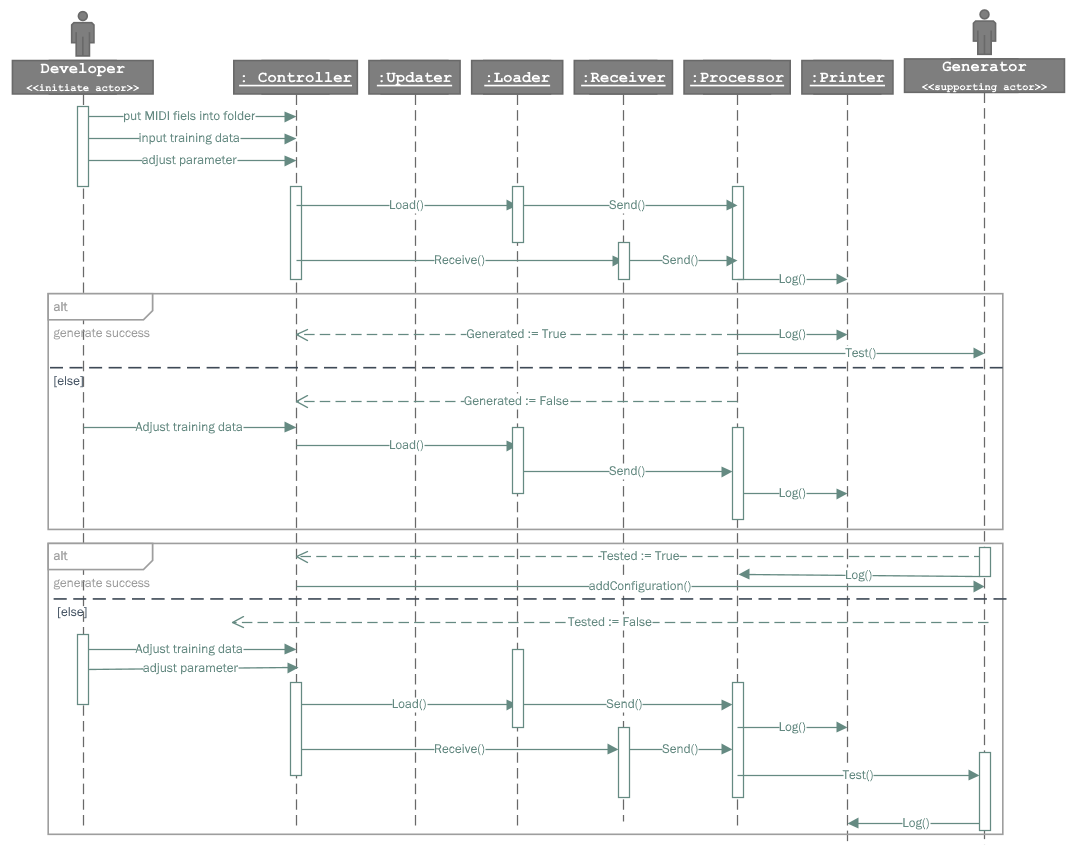 Developer
<<initiate actor>>
: Controller
:Updater
:Loader
:Receiver
:Processor
:Printer
Generator
<<supporting actor>>
put MIDI fiels into folder
input training data
adjust parameter
Load()
Send()
Receive()
Send()
Log()
alt
generate success
Generated := True
Log()
Test()
[else]
Generated := False
Adjust training data
Load()
Send()
Log()
alt
Tested := True
Log()
generate success
addConfiguration()
[else]
Tested := False
Adjust training data
adjust parameter
Load()
Send()
Log()
Receive()
Send()
Test()
Log()